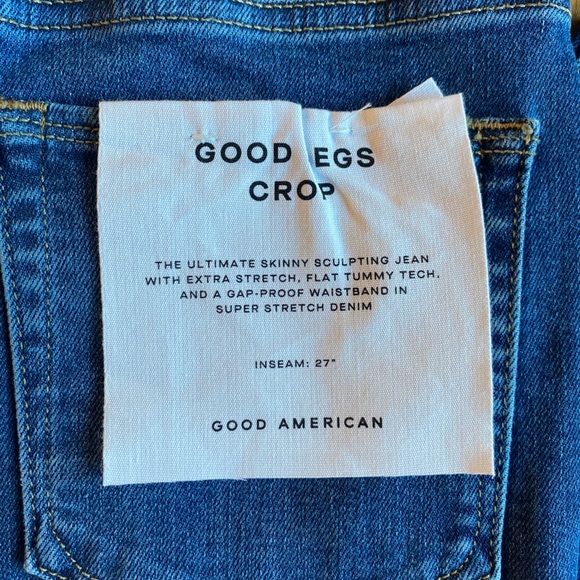 GOOD EGS
CROP
THE ULTIMATE SKINNY SCULPTING JEAN
WITH EXTRA STRETCH, FLAT TUMMY TECH,
AND A GAP-PROOF WAISTBAND IN
SUPER STRETCH DENIM
INSEAM: 27"
GOOD AMERICAN